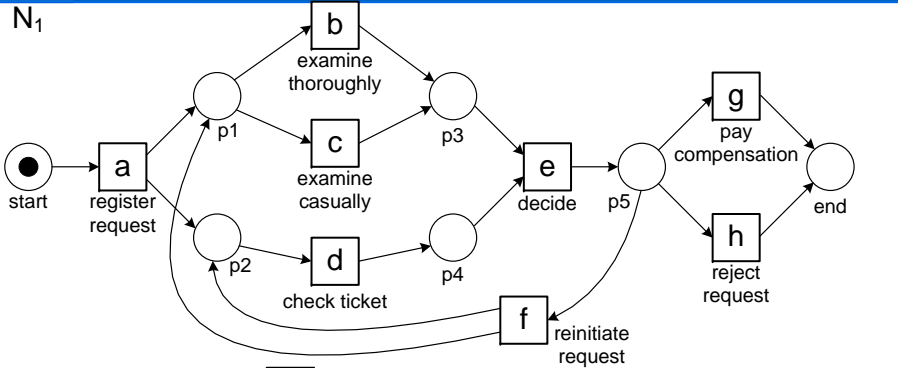 N1
b
examine
thoroughly
p1
p3
c
examine
casually
a
register
request
start
p2
d
check ticket
p4
e
decide
p5
g
pay
compensation
h
reject
request
end
f
reinitiate
request